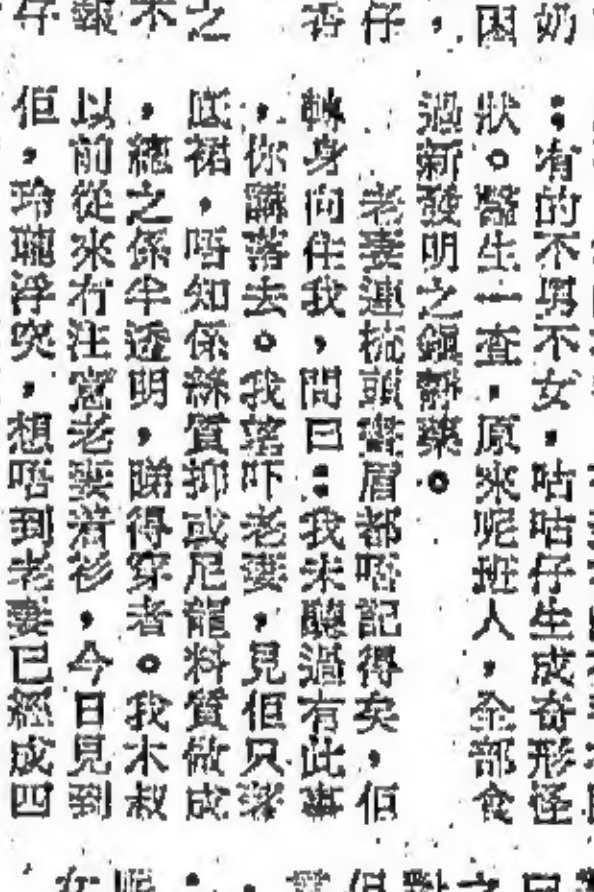 ；有的不男不女，咕咕仔生成奇形怪
狀。醫生一查，原來呢班人，全部食
過新發明之鎮靜藥。
老妻連梳頭畫眉都唔記得矣，佢
轉身向住我，問曰：我未聽過有此事
，你講落去。我望吓老妻，見佢只着
底裙，唔知係絲質抑或尼龍料質做成
，總之係半透明，睇得穿者。我木叔
以前從來冇注意老妻着衫，今日見到
佢，玲瓏浮突，想唔到老妻已經成四